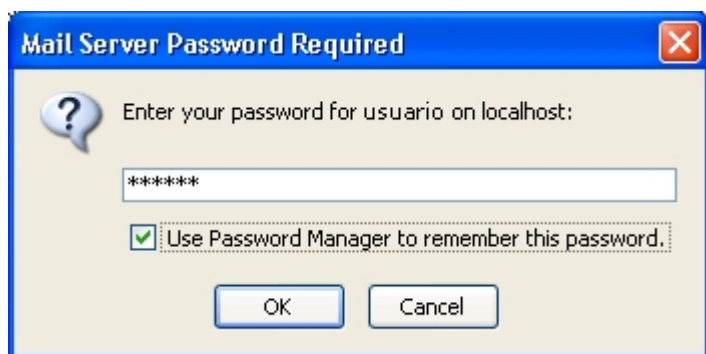 Mail Server Password Required
Enter your password for usuario on localhost:
******
Use Password Manager to remember this password.
OK
Cancel